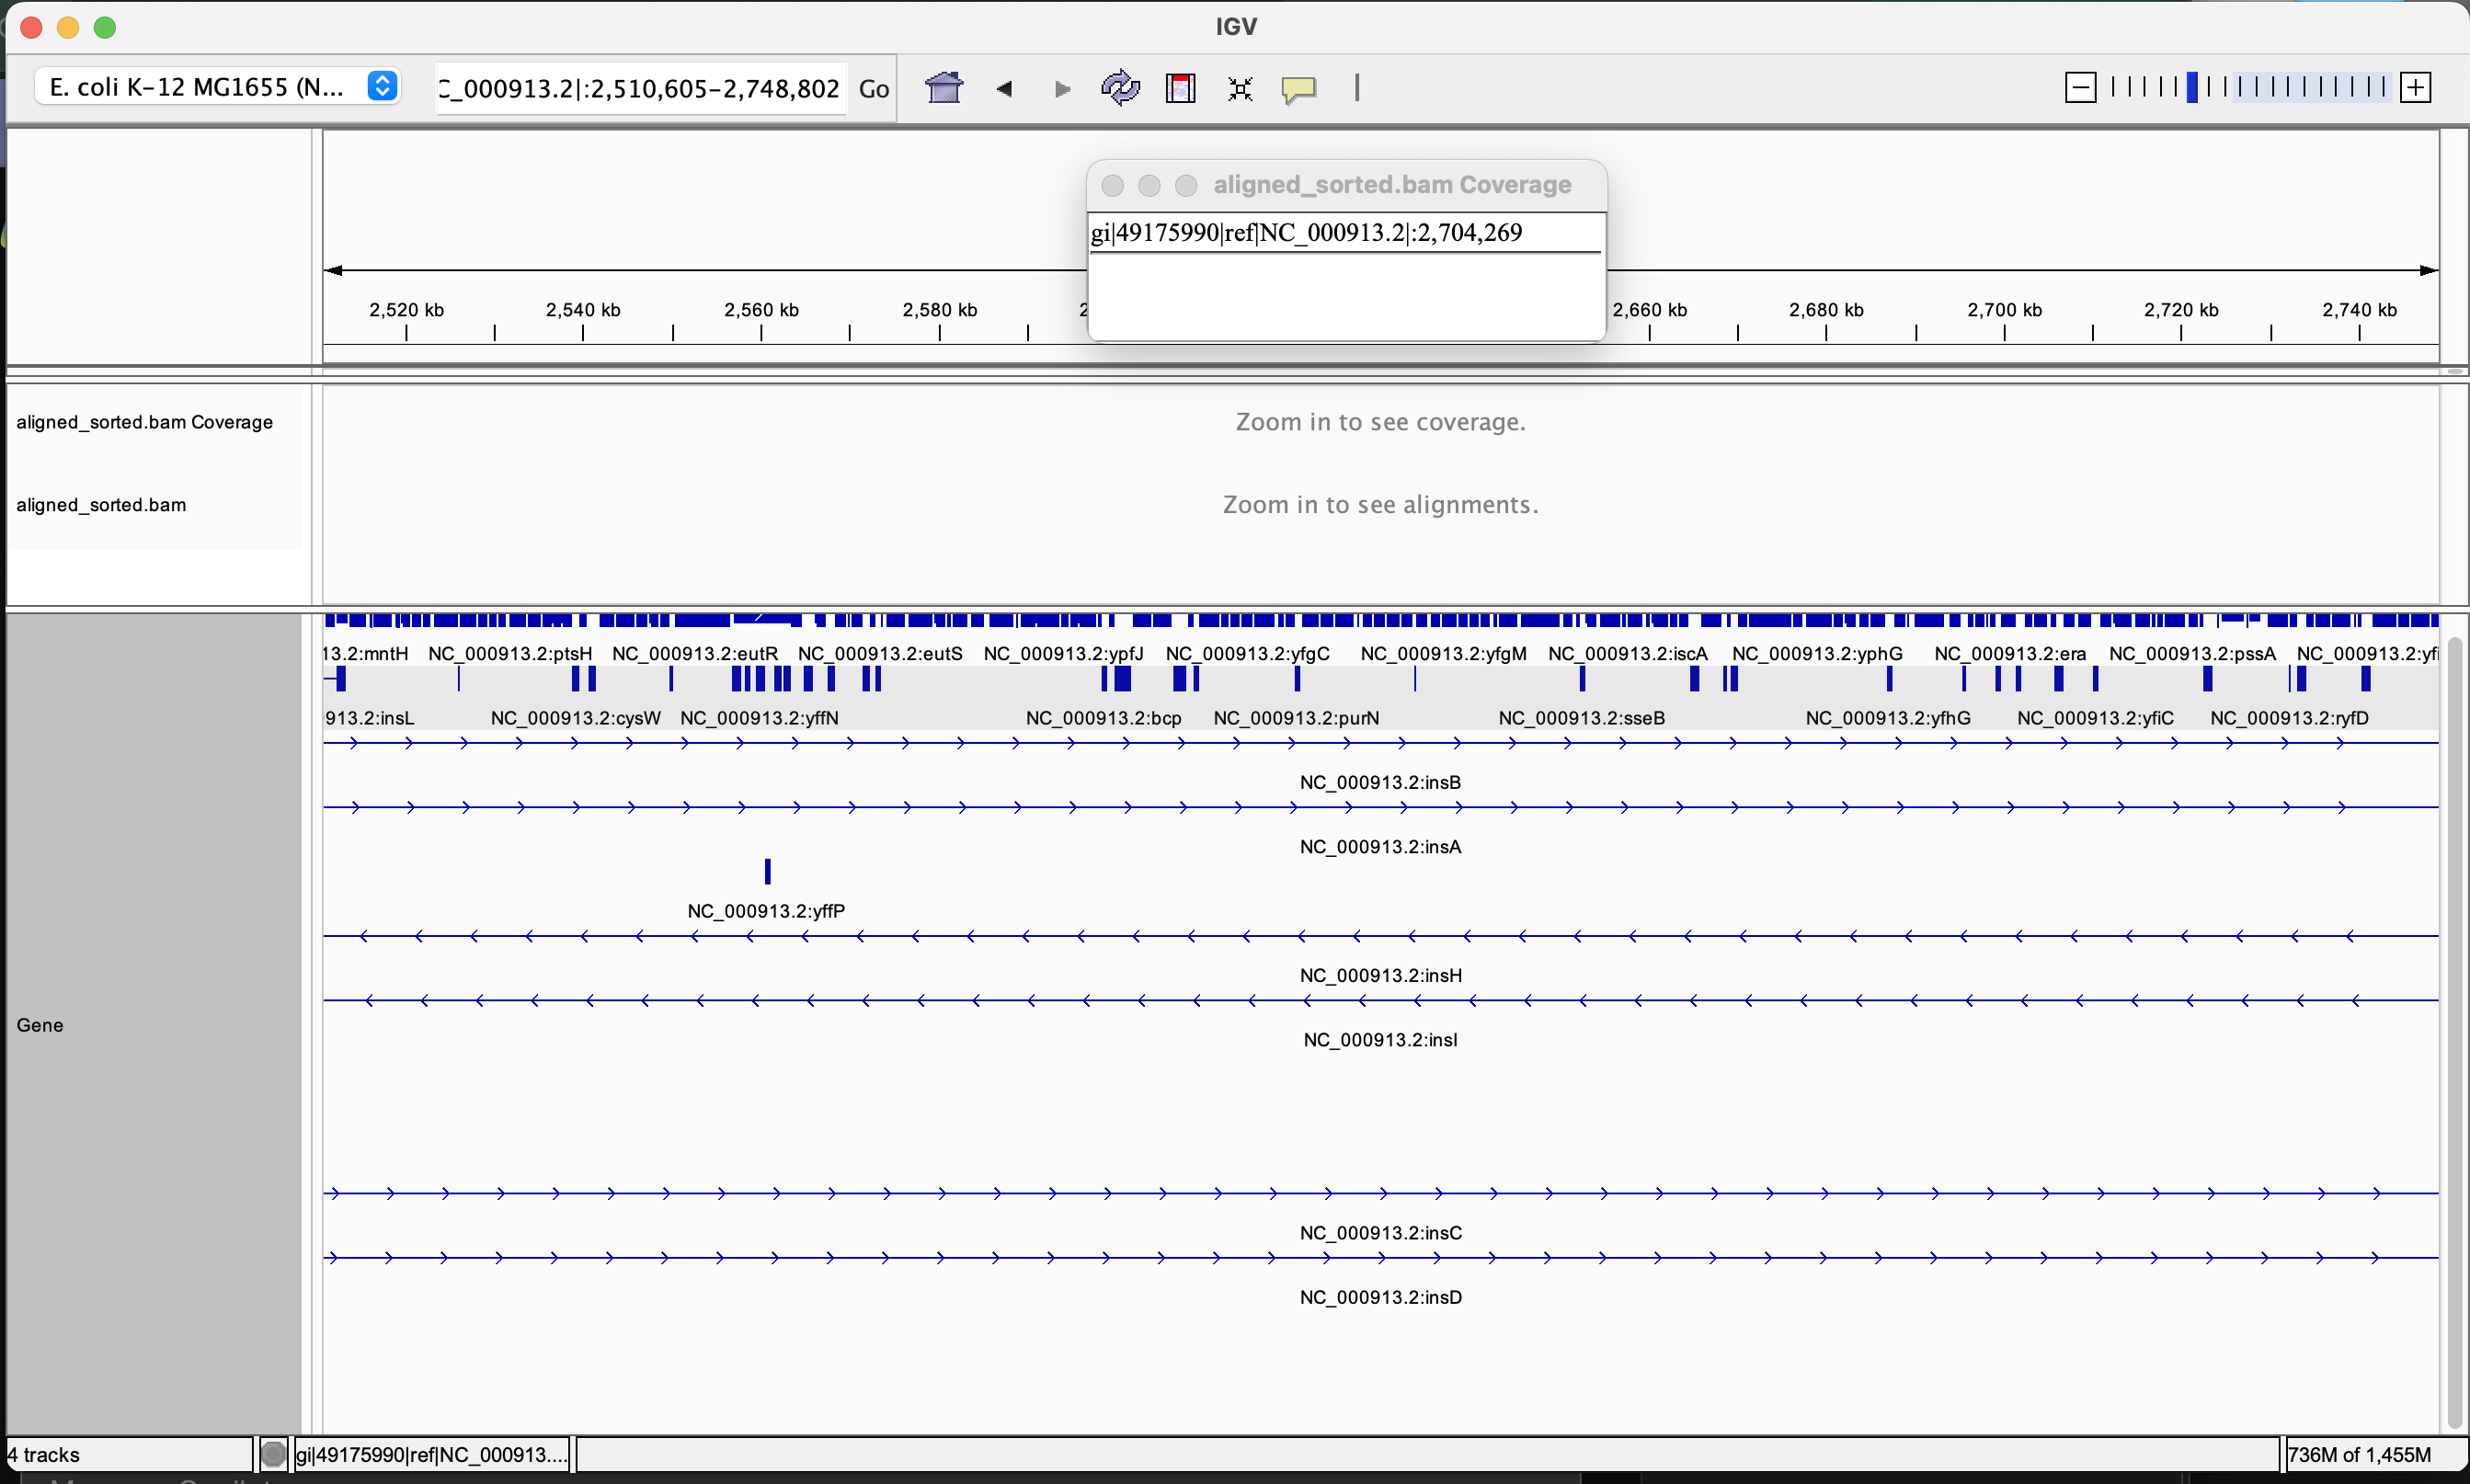 IGV
E. coli K-12 MG1655 (N...
C_000913.2|:2,510,605-2,748,802
Go
aligned_sorted.bam Coverage
gi|49175990|ref|NC_000913.2|:2,704,269
2,520 kb 2,540 kb 2,560 kb 2,580 kb 2 2,660 kb 2,680 kb 2,700 kb 2,720 kb 2,740 kb
aligned_sorted.bam Coverage
Zoom in to see coverage.
aligned_sorted.bam
Zoom in to see alignments.
13.2:mntH NC_000913.2:ptsH NC_000913.2:eutR NC_000913.2:eutS NC_000913.2:ypfJ NC_000913.2:yfgC NC_000913.2:yfgM NC_000913.2:iscA NC_000913.2:yphG NC_000913.2:era NC_000913.2:pssA NC_000913.2:yfi
913.2:insL NC_000913.2:cysW NC_000913.2:yffN NC_000913.2:bcp NC_000913.2:purN NC_000913.2:sseB NC_000913.2:yfhG NC_000913.2:yfiC NC_000913.2:ryfD
NC_000913.2:insB
NC_000913.2:insA
NC_000913.2:yffP
NC_000913.2:insH
Gene
NC_000913.2:insI
NC_000913.2:insC
NC_000913.2:insD
4 tracks
gi|49175990|ref|NC_000913....
736M of 1,455M